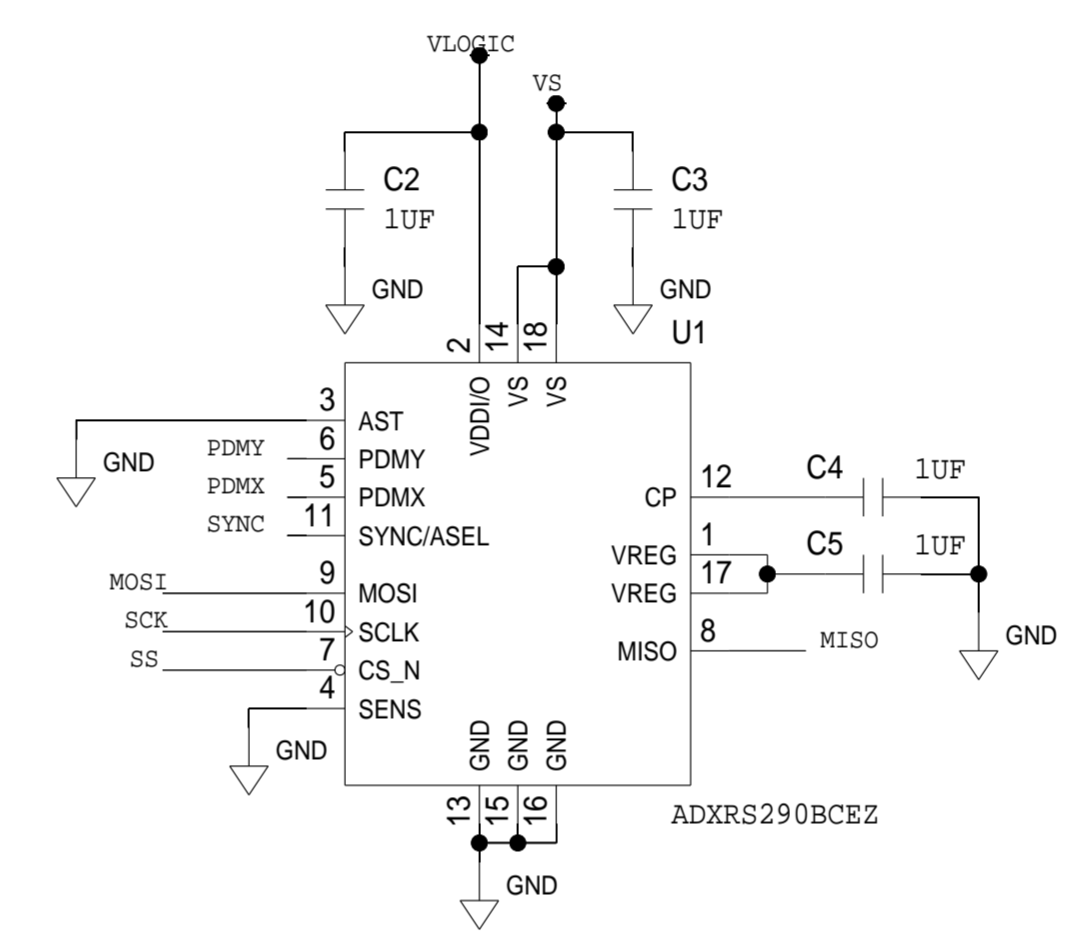 VLOGIC
VS
C2
1UF
C3
1UF
GND
GND
U1
2
14
18
VDDI/O
VS
VS
3
AST
GND
PDMY
6
PDMY
PDMX
5
PDMX
SYNC
11
SYNC/ASEL
MOSI
9
MOSI
SCK
10
SCLK
SS
7
CS_N
4
SENS
GND
CP
12
C4
1UF
VREG
1
C5
1UF
VREG
17
MISO
8
MISO
GND
GND
GND
GND
13
15
16
ADXRS290BCEZ
GND